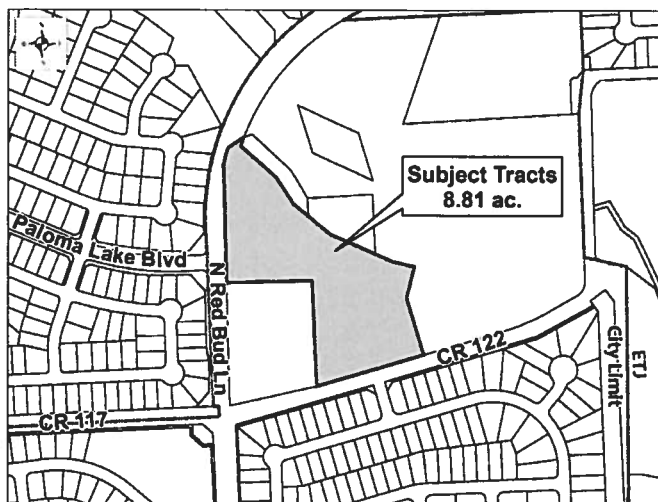 Subject Tracts
8.81 ac.
Paloma Lake Blvd
N Red Bud Ln
CR 122
CR 117
City Limit
ETJ